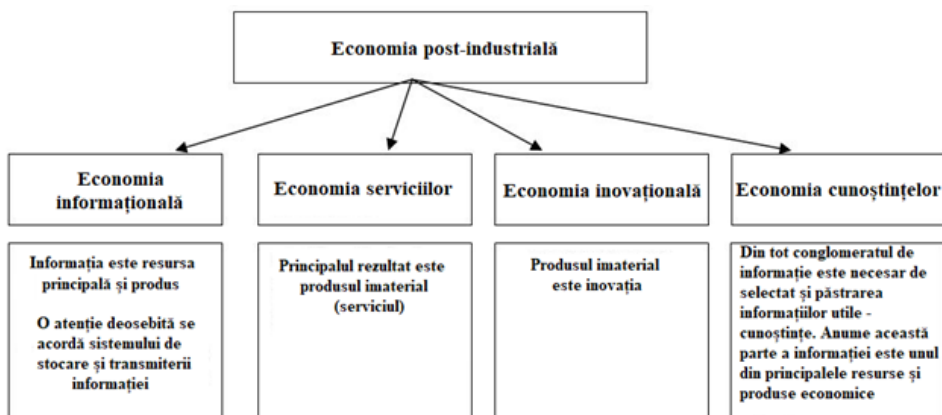 Economia post-industrială
Economia
informațională
Economia serviciilor
Economia inovațională
Economia cunoștințelor
Informația este resursa
principală și produs
O atenție deosebită se
acordă sistemului de
stocare și transmiterii
informației
Principalul rezultat este
produsul imaterial
(serviciul)
Produsul imaterial
este inovația
Din tot conglomeratul de
informație este necesar de
selectat și păstrarea
informațiilor utile -
cunoștințe. Anume această
parte a informației este unul
din principalele resurse și
produse economice